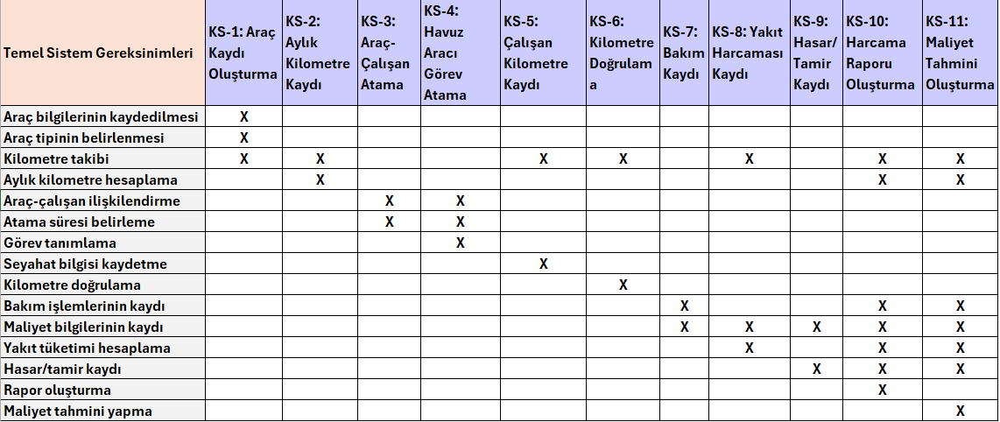 Temel Sistem Gereksinimleri
KS-1: Araç
Kaydı
Oluşturma
KS-2:
Aylık
Kilometre
Kaydı
KS-3:
Araç-
Çalışan
Atama
KS-4:
Havuz
Aracı
Görev
Atama
KS-5:
Çalışan
Kilometre
Kaydı
KS-6:
Kilometre
Doğrulam
a
KS-7:
Bakım
Kaydı
KS-8: Yakıt
Harcaması
Kaydı
KS-9:
Hasar/
Tamir
Kaydı
KS-10:
Harcama
Raporu
Oluşturma
KS-11:
Maliyet
Tahmini
Oluşturma
Araç bilgilerinin kaydedilmesi X
Araç tipinin belirlenmesi X
Kilometre takibi X X X X X X X
Aylık kilometre hesaplama X X X
Araç-çalışan ilişkilendirme X X
Atama süresi belirleme X X
Görev tanımlama X
Seyahat bilgisi kaydetme X
Kilometre doğrulama X
Bakım işlemlerinin kaydı X X X
Maliyet bilgilerinin kaydı X X X X X
Yakıt tüketimi hesaplama X X X
Hasar/tamir kaydı X X X
Rapor oluşturma X
Maliyet tahmini yapma X